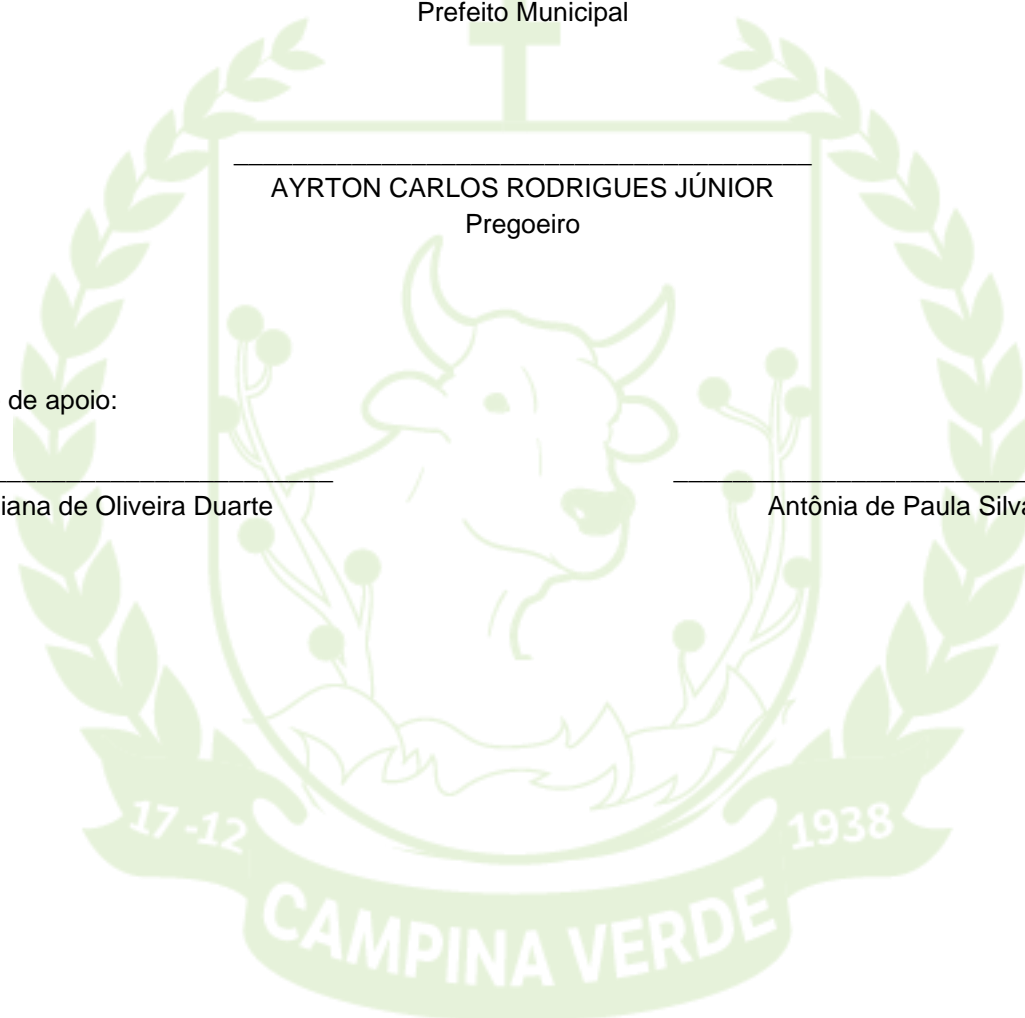 Prefeito Municipal
AYRTON CARLOS RODRIGUES JÚNIOR
Pregoeiro
de apoio:
iana de Oliveira Duarte Antônia de Paula Silva
17-12 1938
CAMPINA VERDE